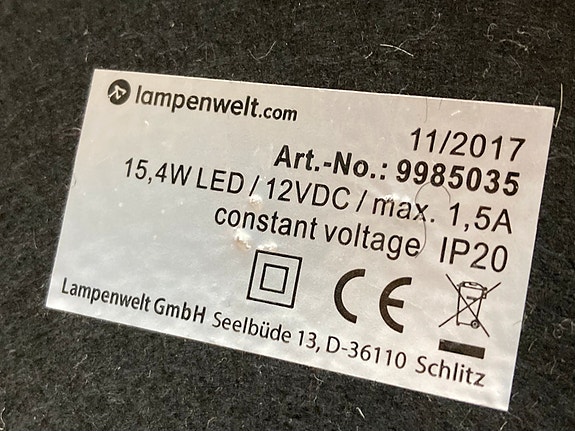 lampenwelt.com
11/2017
Art.-No.: 9985035
15,4W LED / 12VDC / max. 1,5A
constant voltage IP20
CE
Lampenwelt GmbH Seelbüde 13, D-36110 Schlitz